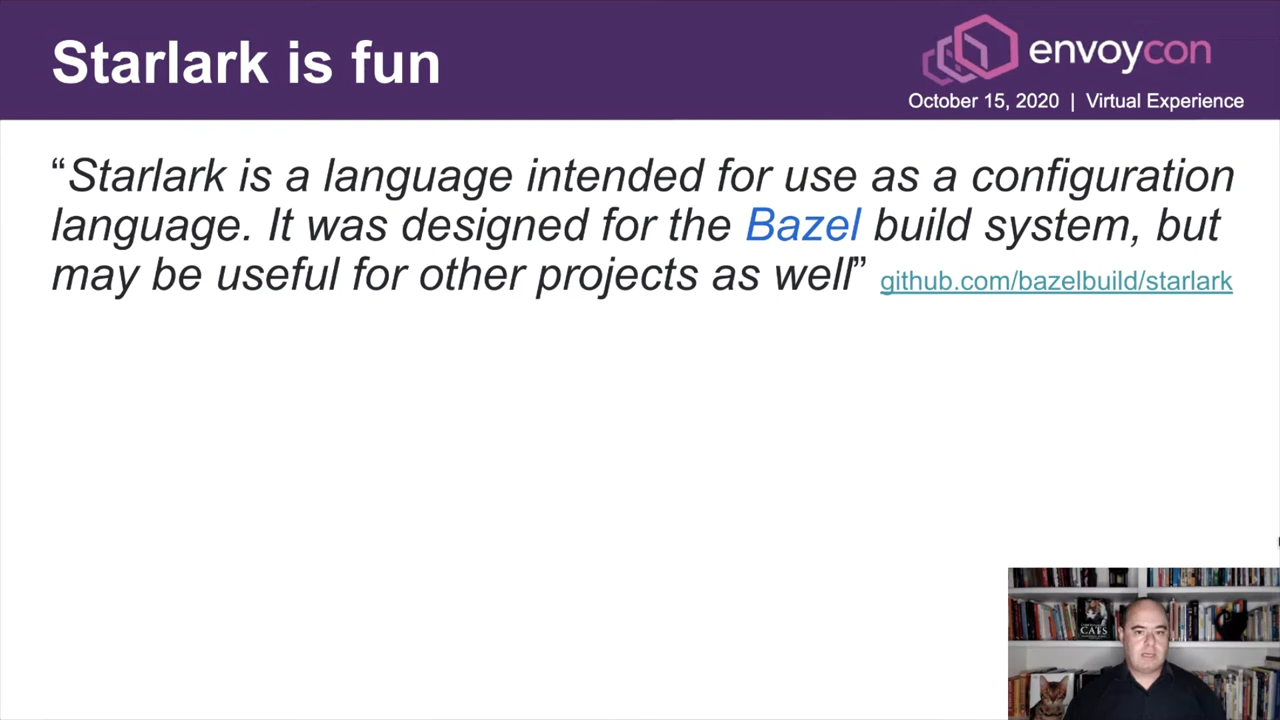 Starlark is fun
envoycon
October 15, 2020 | Virtual Experience
“Starlark is a language intended for use as a configuration
language. It was designed for the Bazel build system, but
may be useful for other projects as well” github.com/bazelbuild/starlark
CATS